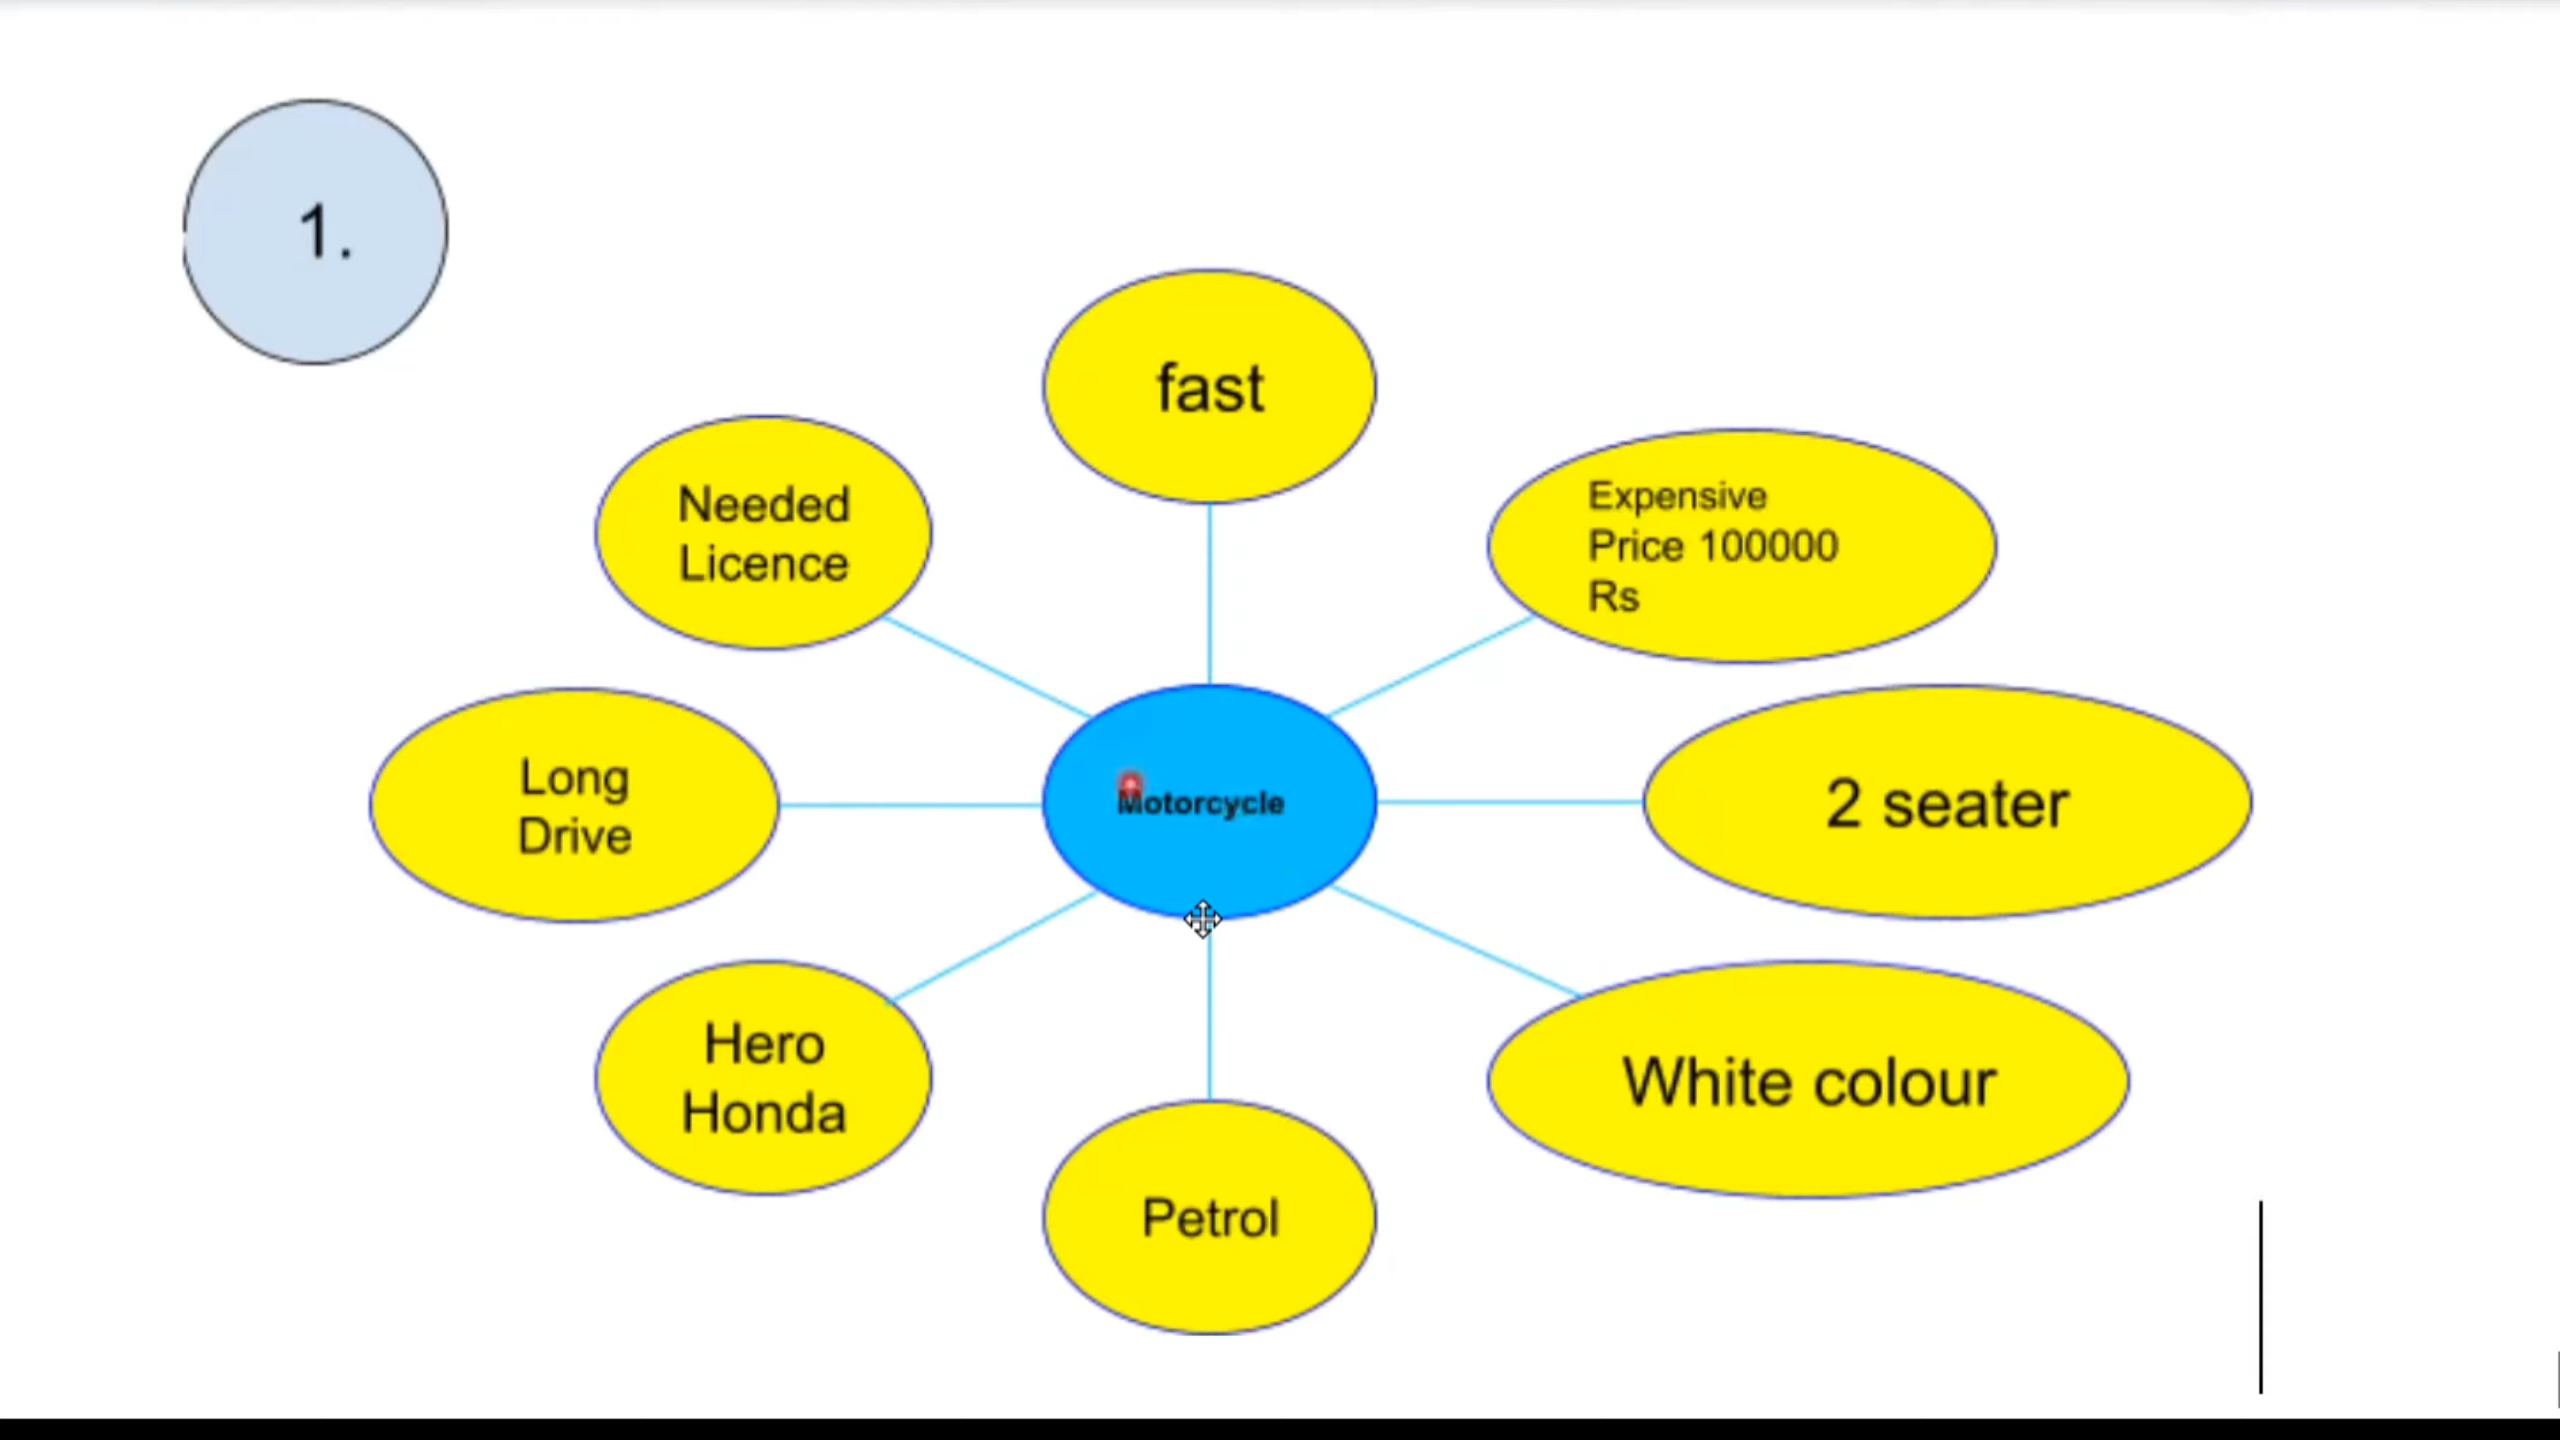 1.
fast
Needed
Licence
Expensive
Price 100000
Rs
Long
Drive
Motorcycle
2 seater
Hero
Honda
White colour
Petrol